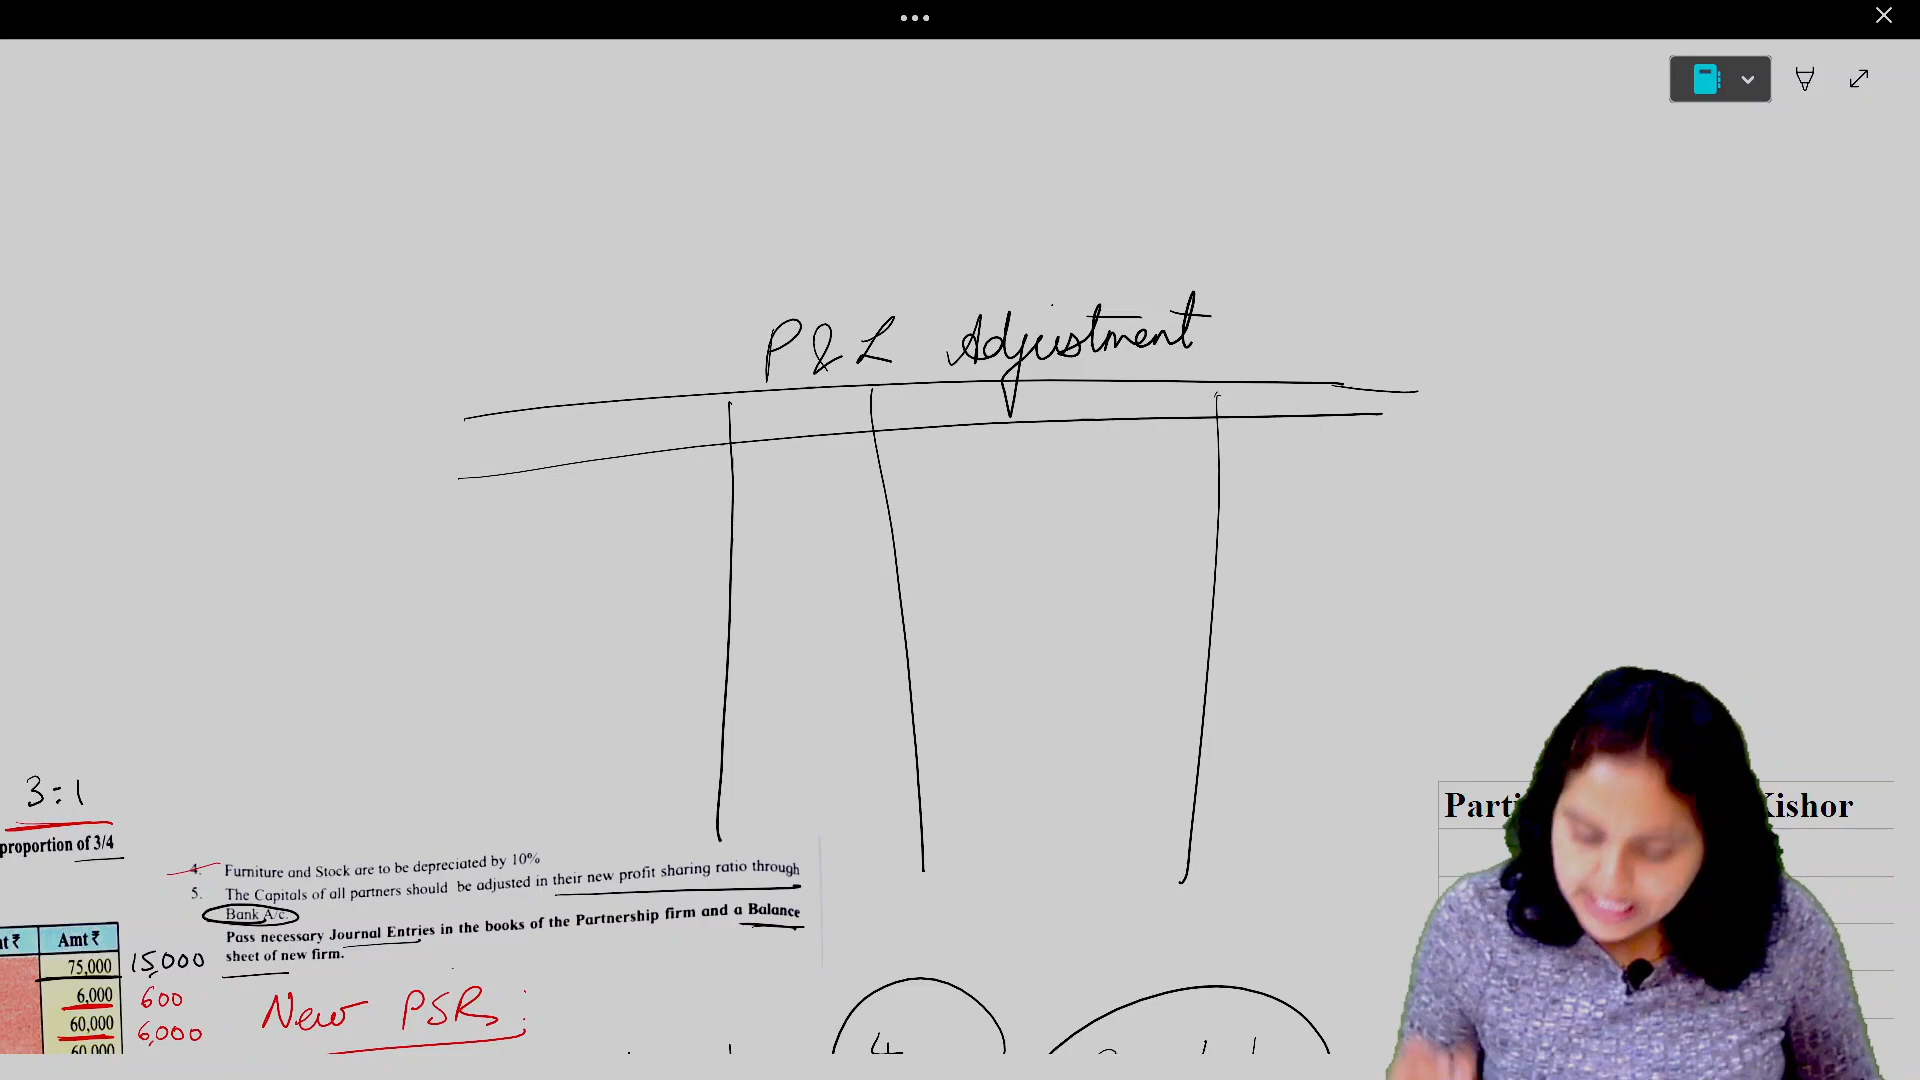 P & L Adjustment
3:1
proportion of 3/4
4. Furniture and Stock are to be depreciated by 10%
5. The Capitals of all partners should be adjusted in their new profit sharing ratio through
Bank A/c.
Pass necessary Journal Entries in the books of the Partnership firm and a Balance
sheet of new firm.
Amt ₹
75,000 15,000
6,000 600
60,000 6,000
60,000
New PSR :
4
Kishor